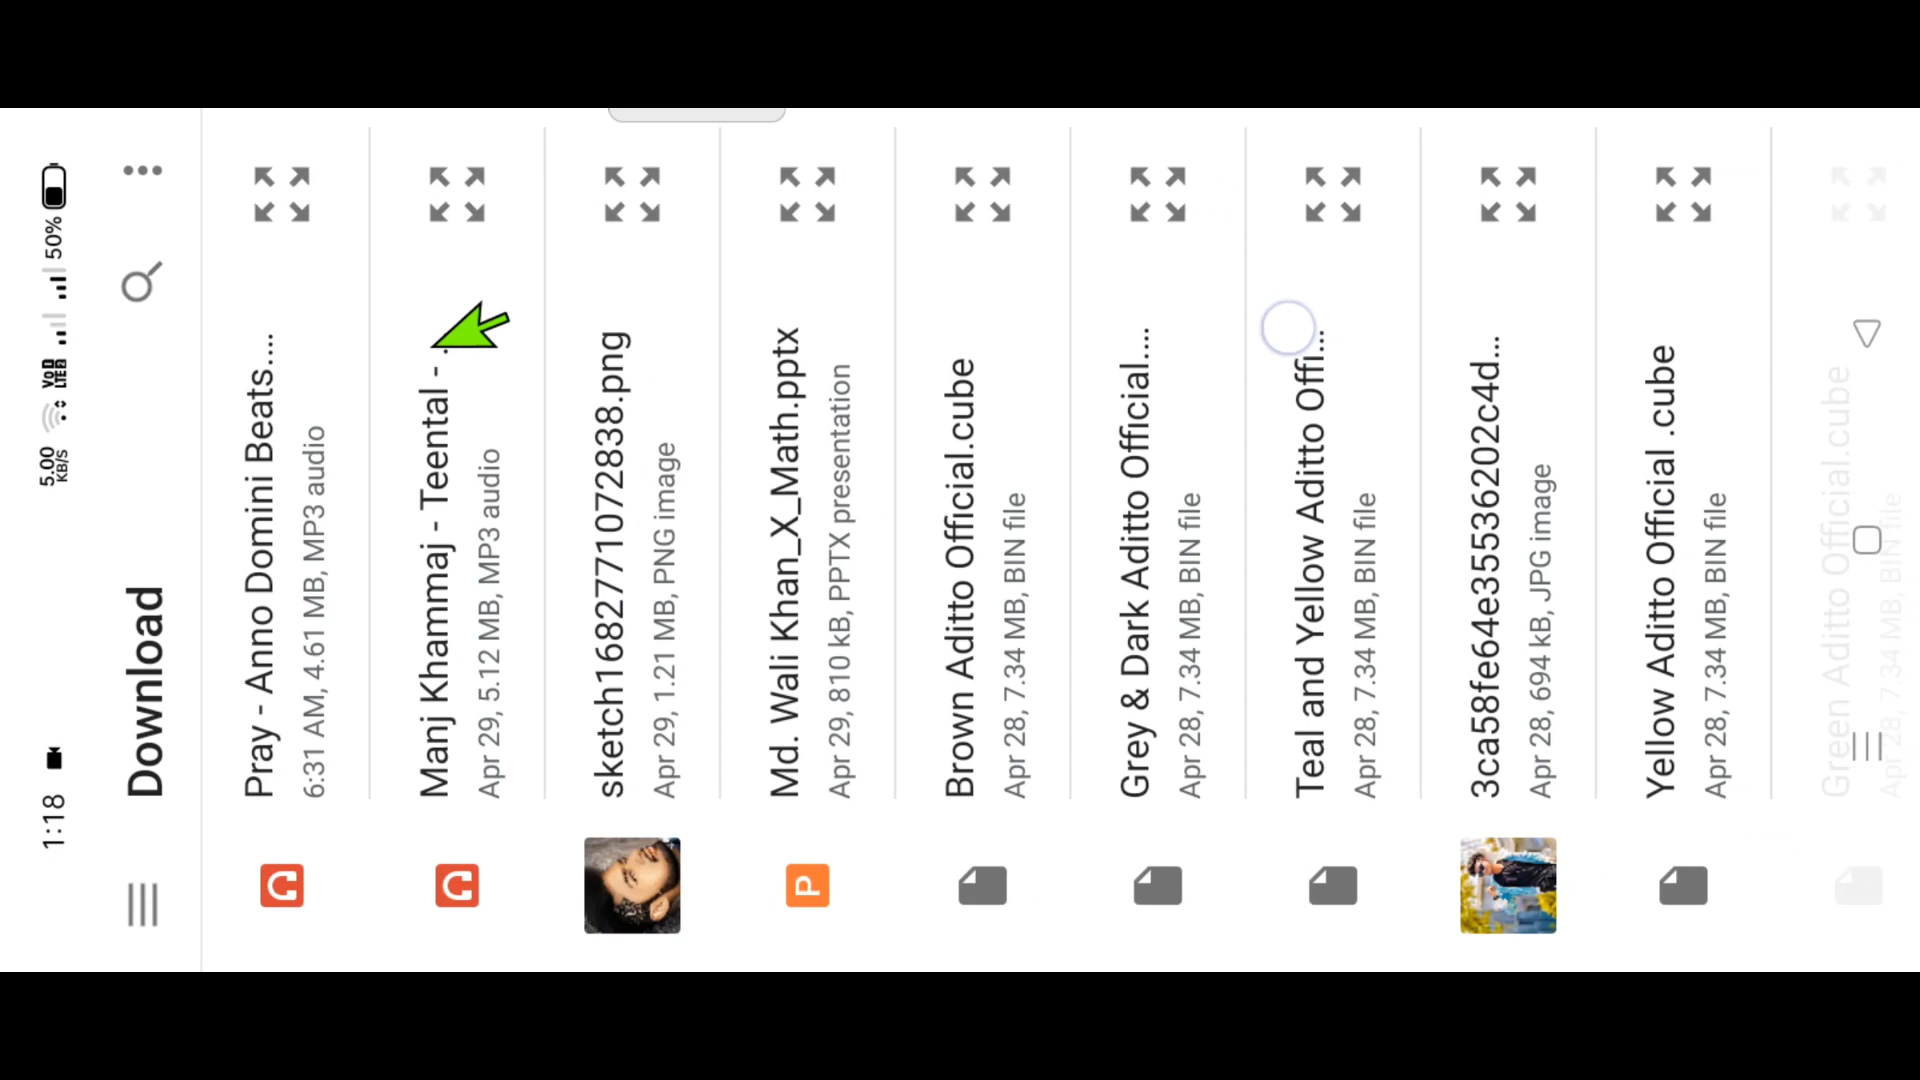 1:18
5.00
KB/S
VoD
LTE2
50%
Download
Pray - Anno Domini Beats....
6:31 AM, 4.61 MB, MP3 audio
Manj Khammaj - Teental -
Apr 29, 5.12 MB, MP3 audio
sketch1682771072838.png
Apr 29, 1.21 MB, PNG image
P
Md. Wali Khan_X_Math.pptx
Apr 29, 810 kB, PPTX presentation
Brown Aditto Official.cube
Apr 28, 7.34 MB, BIN file
Grey & Dark Aditto Official....
Apr 28, 7.34 MB, BIN file
Teal and Yellow Aditto Offi...
Apr 28, 7.34 MB, BIN file
3ca58fe64e35536202c4d...
Apr 28, 694 kB, JPG image
Yellow Aditto Official .cube
Apr 28, 7.34 MB, BIN file
Green Aditto Official.cube
Apr 28, 7.34 MB, BIN file